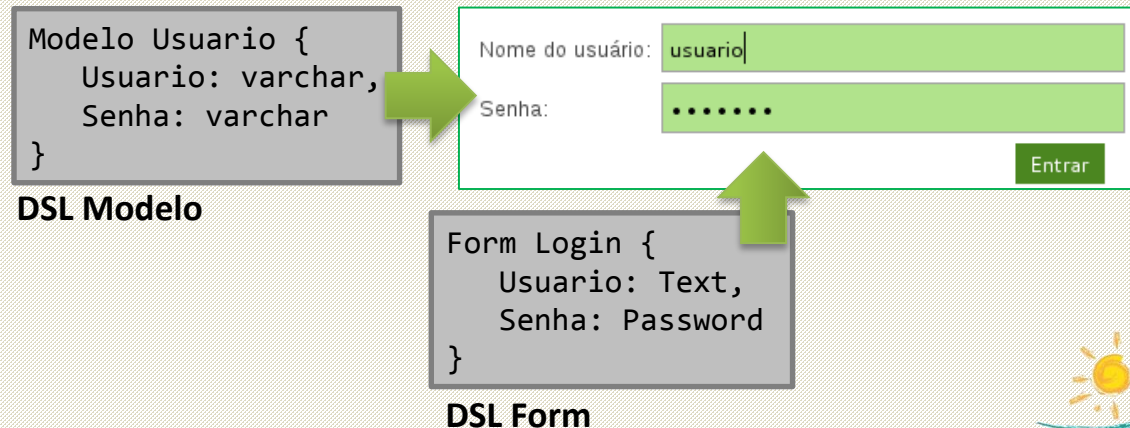 Modelo Usuario {
Usuario: varchar,
Senha: varchar
}
DSL Modelo
Nome do usuário: usuario
Senha: •••••••
Entrar
Form Login {
Usuario: Text,
Senha: Password
}
DSL Form